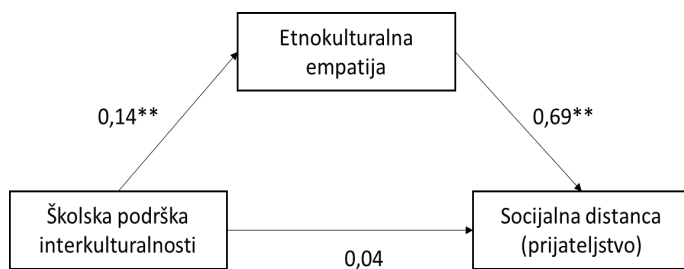 Etnokulturalna
empatija
0,14**
0,69**
Školska podrška
interkulturalnosti
Socijalna distanca
(prijateljstvo)
0,04